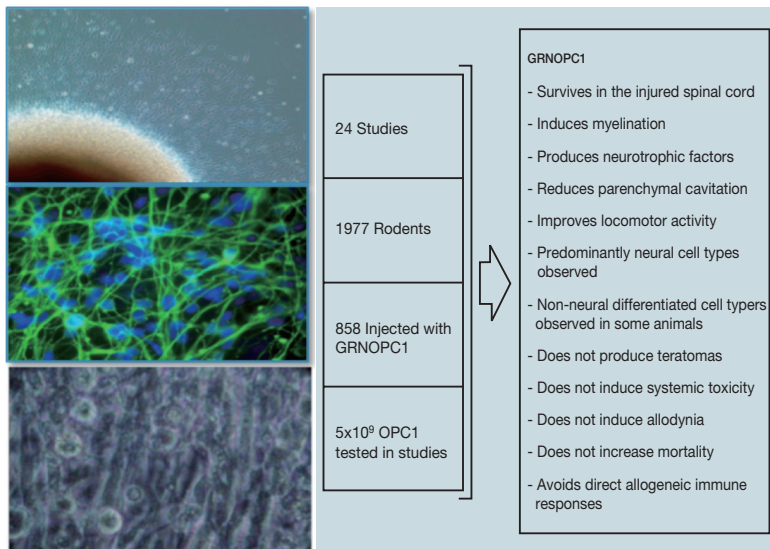 24 Studies
1977 Rodents
858 Injected with
GRNOPC1
5x10⁹ OPC1
tested in studies
GRNOPC1
- Survives in the injured spinal cord
- Induces myelination
- Produces neurotrophic factors
- Reduces parenchymal cavitation
- Improves locomotor activity
- Predominantly neural cell types
observed
- Non-neural differentiated cell typers
observed in some animals
- Does not produce teratomas
- Does not induce systemic toxicity
- Does not induce allodynia
- Does not increase mortality
- Avoids direct allogeneic immune
responses